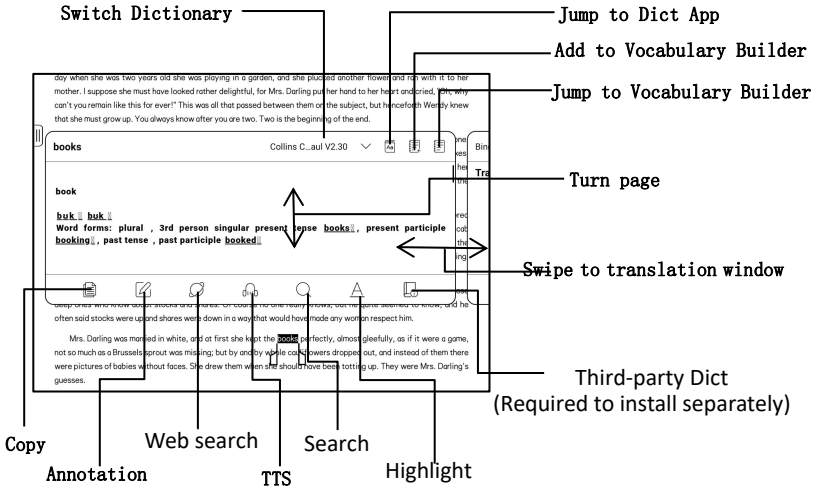 Switch Dictionary
Jump to Dict App
Add to Vocabulary Builder
Jump to Vocabulary Builder
day when she was two years old she was playing in a garden, and she plucked another flower and ran with it to her
mother. I suppose she must have looked rather delightful, for Mrs. Darling put her hand to her heart and cried, "Oh, why
can't you remain like this for ever!" This was all that passed between them on the subject, but henceforth Wendy knew
that she must grow up. You always know after you are two. Two is the beginning of the end.
books
Collins C...aul V2.30
Bin
Tra
book
Turn page
buk buk
Word forms: plural , 3rd person singular present tense books, present participle
booking, past tense , past participle booked
Swipe to translation window
often said stocks were up and shares were down in a way that would have made any woman respect him.
Mrs. Darling was married in white, and at first she kept the books perfectly, almost gleefully, as if it were a game,
not so much as a Brussels sprout was missing; but by and by whole cauliflowers dropped out, and instead of them there
were pictures of babies without faces. She drew them when she should have been totting up. They were Mrs. Darling's
guesses.
Third-party Dict
(Required to install separately)
Copy
Web search
Search
Annotation
TTS
Highlight